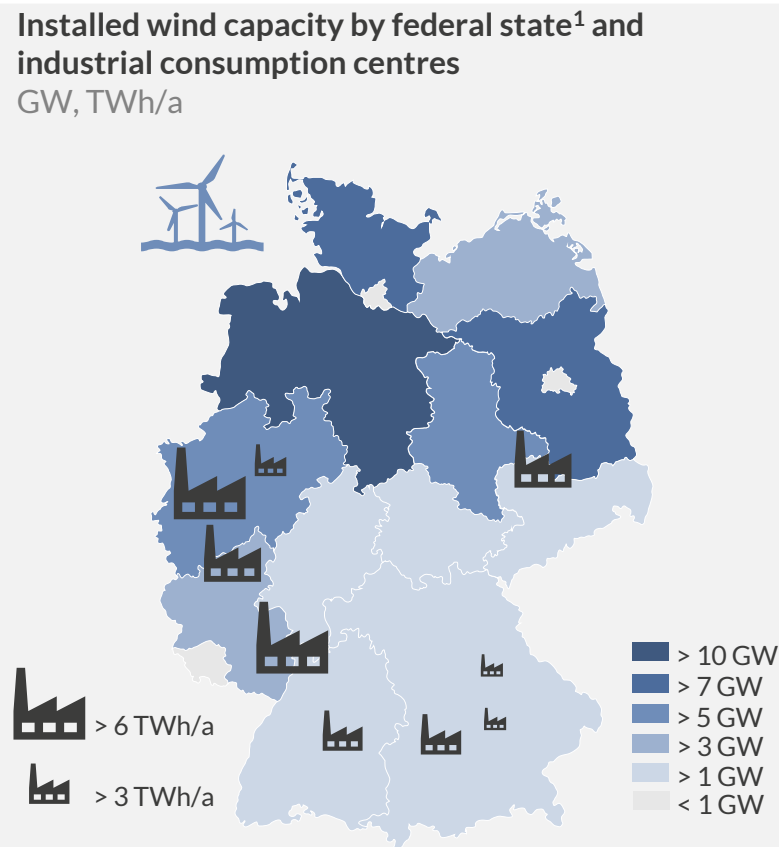 Installed wind capacity by federal state¹ and
industrial consumption centres
GW, TWh/a
> 10 GW
> 7 GW
> 5 GW
> 3 GW
> 1 GW
< 1 GW
> 6 TWh/a
> 3 TWh/a